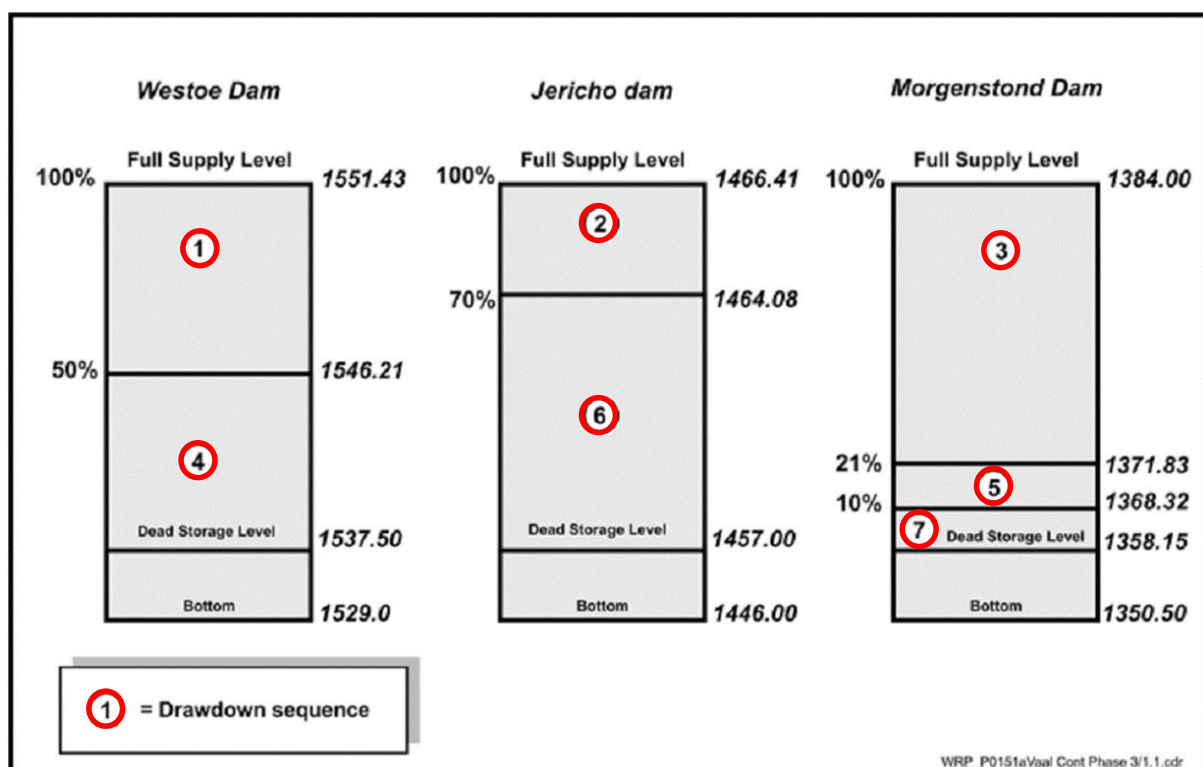 Westoe Dam
Full Supply Level
100%
1551.43
1
50%
1546.21
4
Dead Storage Level
1537.50
Bottom
1529.0
Jericho dam
Full Supply Level
100%
1466.41
2
70%
1464.08
6
Dead Storage Level
1457.00
Bottom
1446.00
Morgenstond Dam
Full Supply Level
100%
1384.00
3
21%
1371.83
5
10%
1368.32
7
Dead Storage Level
1358.15
Bottom
1350.50
1 = Drawdown sequence
WRP_P0151aVaal Cont Phase 3/1.1.cdr